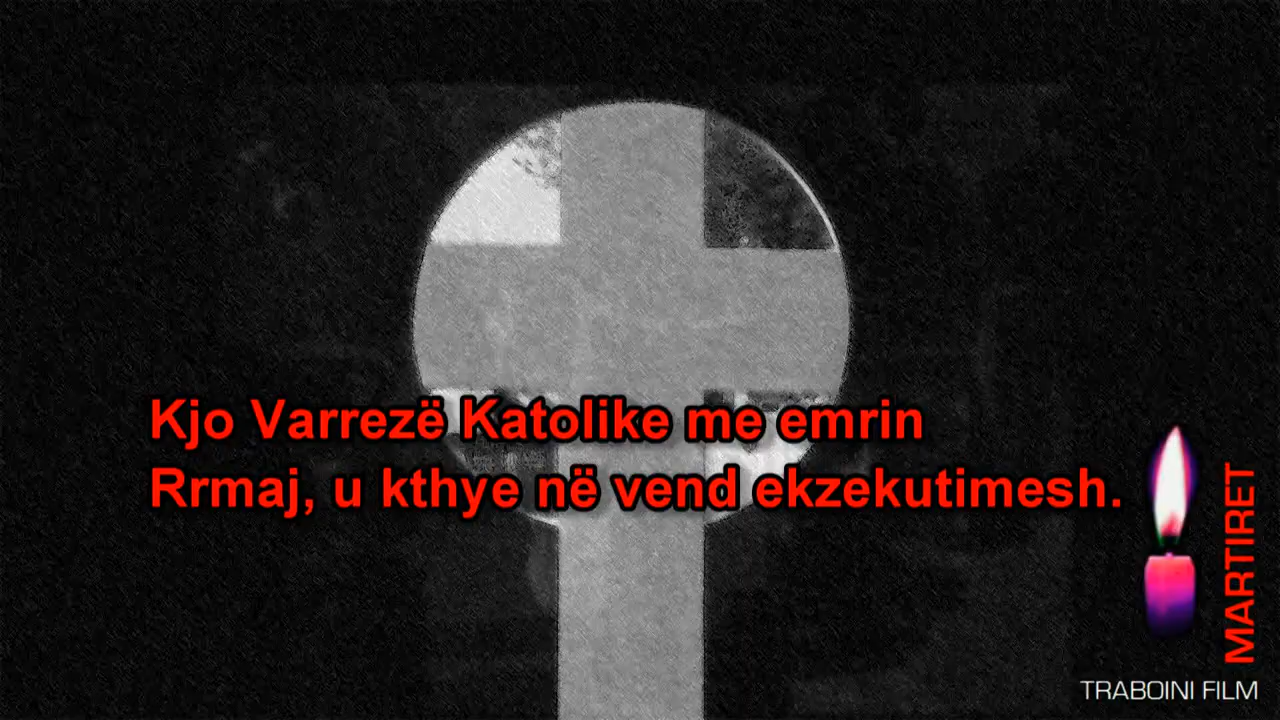 Kjo Varrezë Katolike me emrin
Rrmaj, u kthye në vend ekzekutimesh.
MARTIRET
TRABOINI FILM